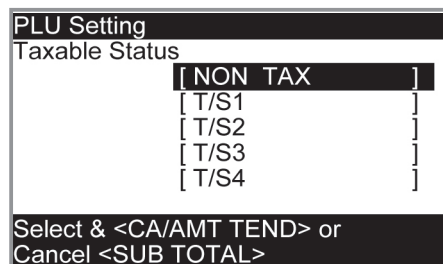 PLU Setting
Taxable Status
[ NON TAX ]
[ T/S1 ]
[ T/S2 ]
[ T/S3 ]
[ T/S4 ]
Select & <CA/AMT TEND> or
Cancel <SUB TOTAL>